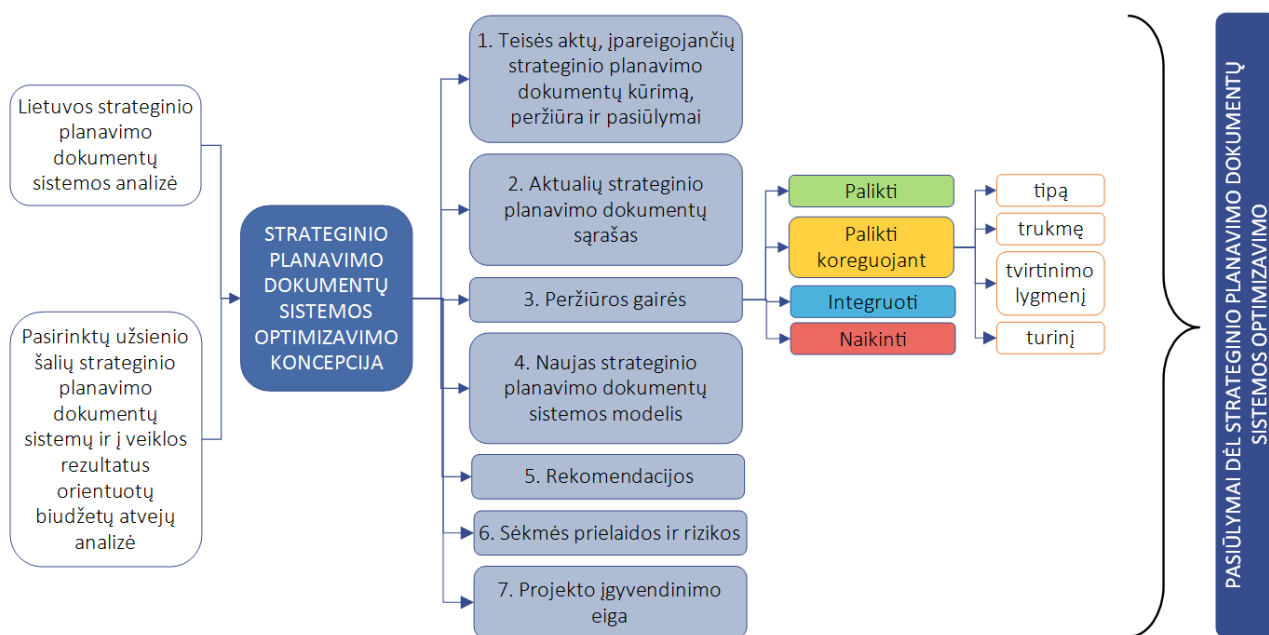 Lietuvos strateginio
planavimo
dokumentų
sistemos analizė
Pasirinktų užsienio
šalių strateginio
planavimo
dokumentų
sistemų ir į veiklos
rezultatus
orientuotų
biudžetų atvejų
analizė
STRATEGINIO
PLANAVIMO
DOKUMENTŲ
SISTEMOS
OPTIMIZAVIMO
KONCEPCIJA
1. Teisės aktų, įpareigojančių
strateginio planavimo
dokumentų kūrimą,
peržiūra ir pasiūlymai
2. Aktualių strateginio
planavimo dokumentų
sąrašas
3. Peržiūros gairės
4. Naujas strateginio
planavimo dokumentų
sistemos modelis
5. Rekomendacijos
6. Sėkmės prielaidos ir rizikos
7. Projekto įgyvendinimo
eiga
Palikti
Palikti
koreguojant
Integruoti
Naikinti
tipą
trukmę
tvirtinimo
lygmenį
turinį
PASIŪLYMAI DĖL STRATEGINIO PLANAVIMO DOKUMENTŲ
SISTEMOS OPTIMIZAVIMO